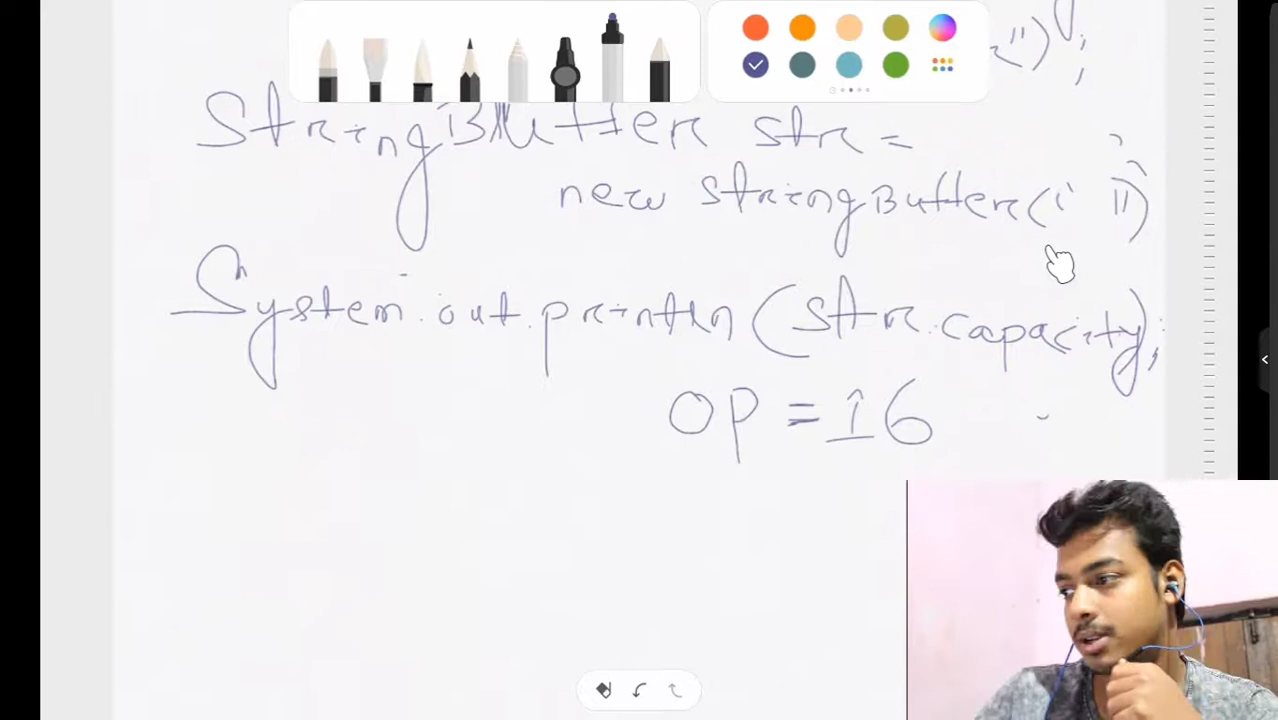 ");
StringBuffer str =
new stringBuffer(" ")
System.out.println(str.capacity);
OP = 16